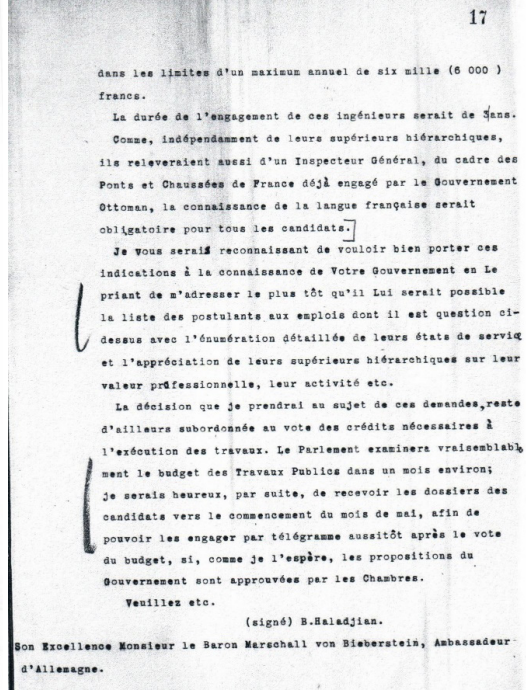 17
dans les limites d'un maximum annuel de six mille (6 000 )
francs.
La durée de l'engagement de ces ingénieurs serait de 3 ans.
Comme, indépendamment de leurs supérieurs hiérarchiques,
ils releveraient aussi d'un Inspecteur Général, du cadre des
Ponts et Chaussées de France déjà engagé par le Gouvernement
Ottoman, la connaissance de la langue française serait
obligatoire pour tous les candidats.]
Je vous serais reconnaissant de vouloir bien porter ces
indications à la connaissance de Votre Gouvernement en Le
priant de m'adresser le plus tôt qu'il Lui serait possible
la liste des postulants aux emplois dont il est question ci-
dessus avec l'énumération détaillée de leurs états de service
et l'appréciation de leurs supérieurs hiérarchiques sur leur
valeur professionnelle, leur activité etc.
La décision que je prendrai au sujet de ces demandes, reste
d'ailleurs subordonnée au vote des crédits nécessaires à
l'exécution des travaux. Le Parlement examinera vraisemblable
ment le budget des Travaux Publics dans un mois environ;
je serais heureux, par suite, de recevoir les dossiers des
candidats vers le commencement du mois de mai, afin de
pouvoir les engager par télégramme aussitôt après le vote
du budget, si, comme je l'espère, les propositions du
Gouvernement sont approuvées par les Chambres.
Veuillez etc.
(signé) B.Haladjian.
Son Excellence Monsieur le Baron Marschall von Bieberstein, Ambassadeur
d'Allemagne.